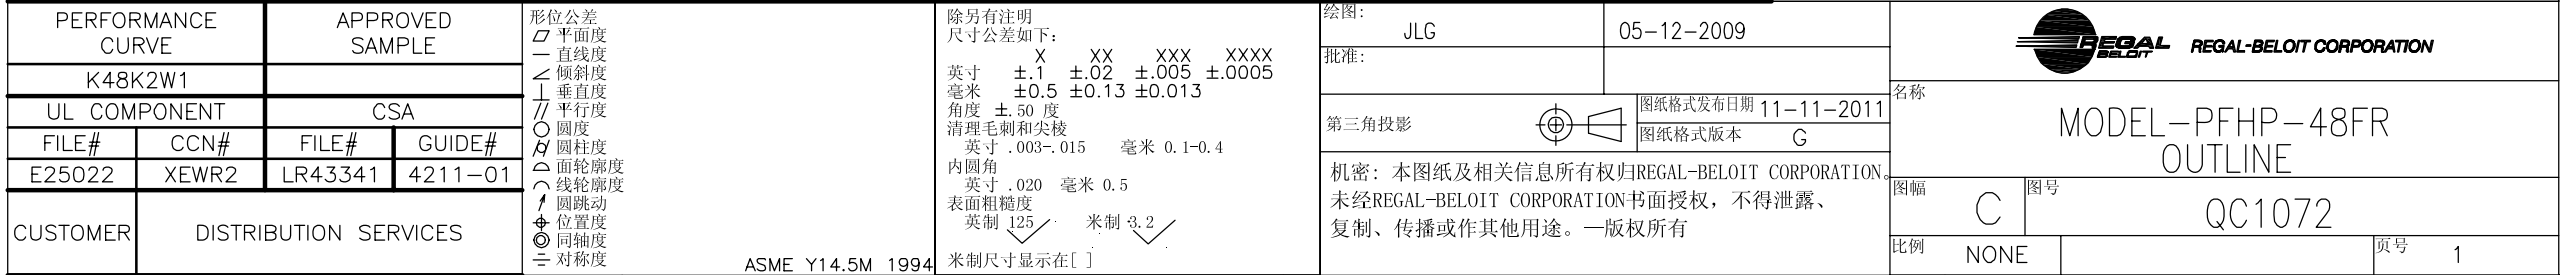 PERFORMANCE
CURVE
APPROVED
SAMPLE
K48K2W1
UL COMPONENT
CSA
FILE#
CCN#
FILE#
GUIDE#
E25022
XEWR2
LR43341
4211-01
CUSTOMER
DISTRIBUTION SERVICES
形位公差
平面度
直线度
倾斜度
垂直度
平行度
圆度
圆柱度
面轮廓度
线轮廓度
圆跳动
位置度
同轴度
对称度
ASME Y14.5M 1994
除另有注明
尺寸公差如下:
X XX XXX XXXX
英寸 ±.1 ±.02 ±.005 ±.0005
毫米 ±0.5 ±0.13 ±0.013
角度 ±.50 度
清理毛刺和尖棱
英寸 .003-.015 毫米 0.1-0.4
内圆角
英寸 .020 毫米 0.5
表面粗糙度
英制 125 米制 3.2
米制尺寸显示在[ ]
绘图:
JLG
05-12-2009
批准:
第三角投影
图纸格式发布日期 11-11-2011
图纸格式版本 G
机密: 本图纸及相关信息所有权归REGAL-BELOIT CORPORATION。
未经REGAL-BELOIT CORPORATION书面授权，不得泄露、
复制、传播或作其他用途。—版权所有
REGAL
BELOIT
REGAL-BELOIT CORPORATION
名称
MODEL-PFHP-48FR
OUTLINE
图幅
C
图号
QC1072
比例
NONE
页号
1